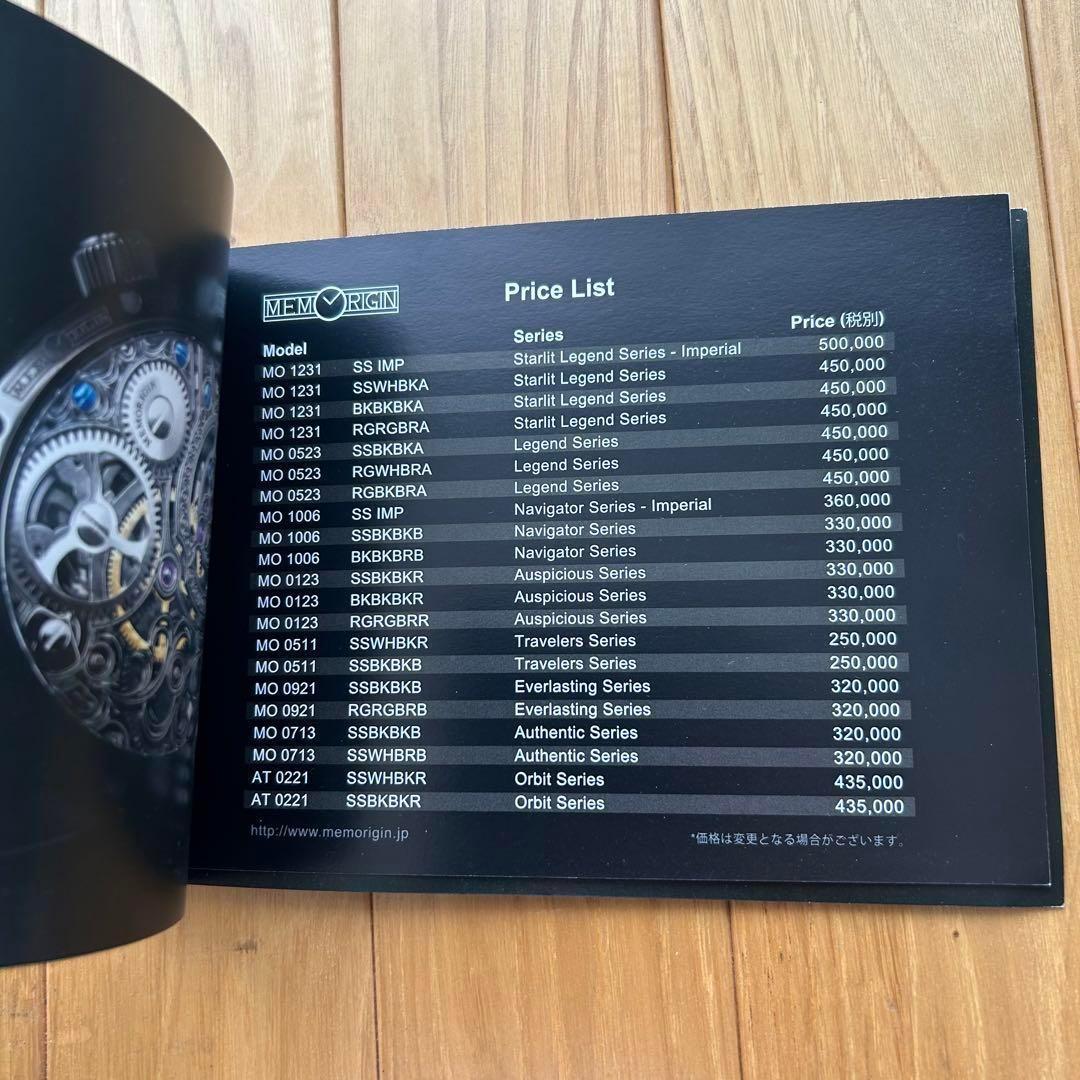 MEMORIGIN
MEMORIGIN
Price List
Model Series Price (税別)
MO 1231 SS IMP Starlit Legend Series - Imperial 500,000
MO 1231 SSWHBKA Starlit Legend Series 450,000
MO 1231 BKBKBKA Starlit Legend Series 450,000
MO 1231 RGRGBRA Starlit Legend Series 450,000
MO 0523 SSBKBKA Legend Series 450,000
MO 0523 RGWHBRA Legend Series 450,000
MO 0523 RGBKBRA Legend Series 450,000
MO 1006 SS IMP Navigator Series - Imperial 360,000
MO 1006 SSBKBKB Navigator Series 330,000
MO 1006 BKBKBRB Navigator Series 330,000
MO 0123 SSBKBKR Auspicious Series 330,000
MO 0123 BKBKBKR Auspicious Series 330,000
MO 0123 RGRGBRR Auspicious Series 330,000
MO 0511 SSWHBKR Travelers Series 250,000
MO 0511 SSBKBKB Travelers Series 250,000
MO 0921 SSBKBKB Everlasting Series 320,000
MO 0921 RGRGBRB Everlasting Series 320,000
MO 0713 SSBKBKB Authentic Series 320,000
MO 0713 SSWHBRB Authentic Series 320,000
AT 0221 SSWHBKR Orbit Series 435,000
AT 0221 SSBKBKR Orbit Series 435,000
http://www.memorigin.jp
*価格は変更となる場合がございます。